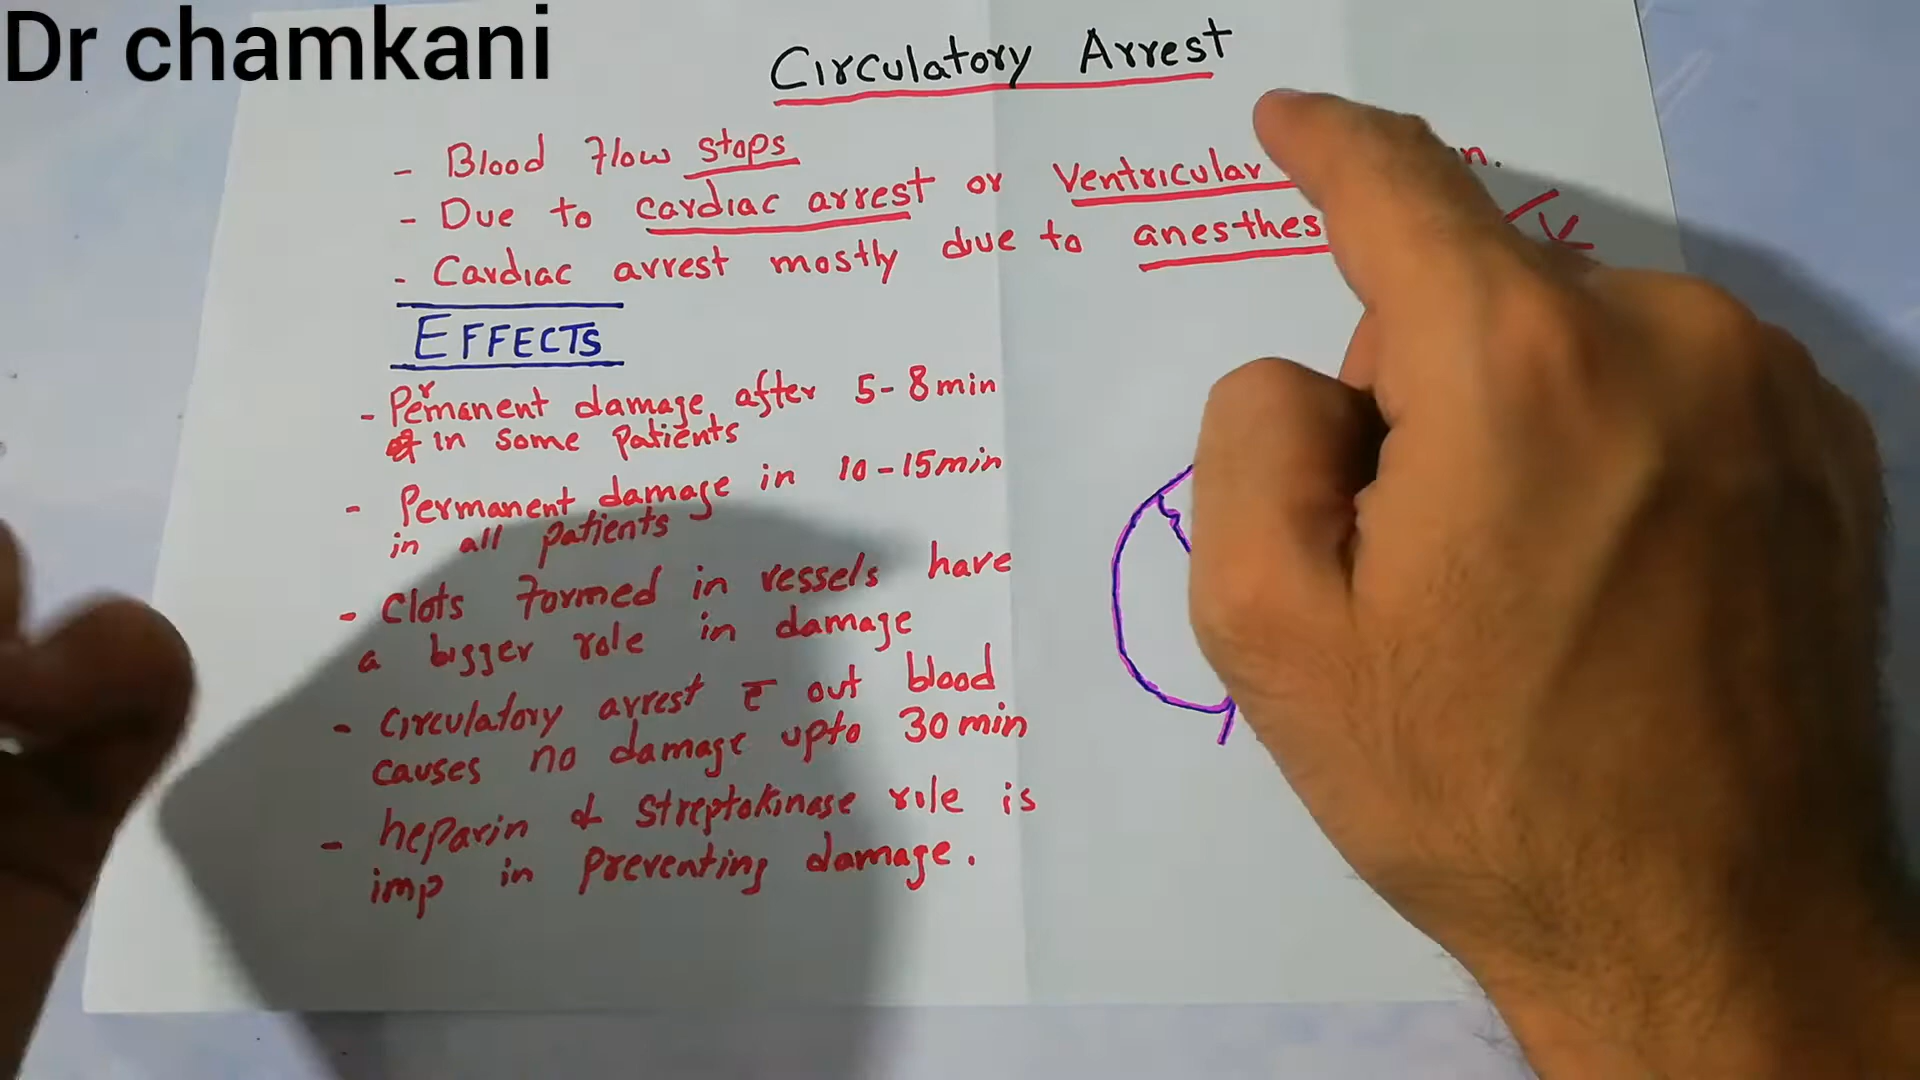 Dr chamkani
Circulatory Arrest
- Blood flow stops
- Due to cardiac arrest or Ventricular
- Cardiac arrest mostly due to
EFFECTS
- Permanent damage after 5-8 min
in some patients
- Permanent damage in 10-15 min
in all patients
- Clots formed in vessels have
a bigger role in damage
- Circulatory arrest c̅ out blood
causes no damage upto 30 min
- heparin & streptokinase role is
imp in preventing damage.